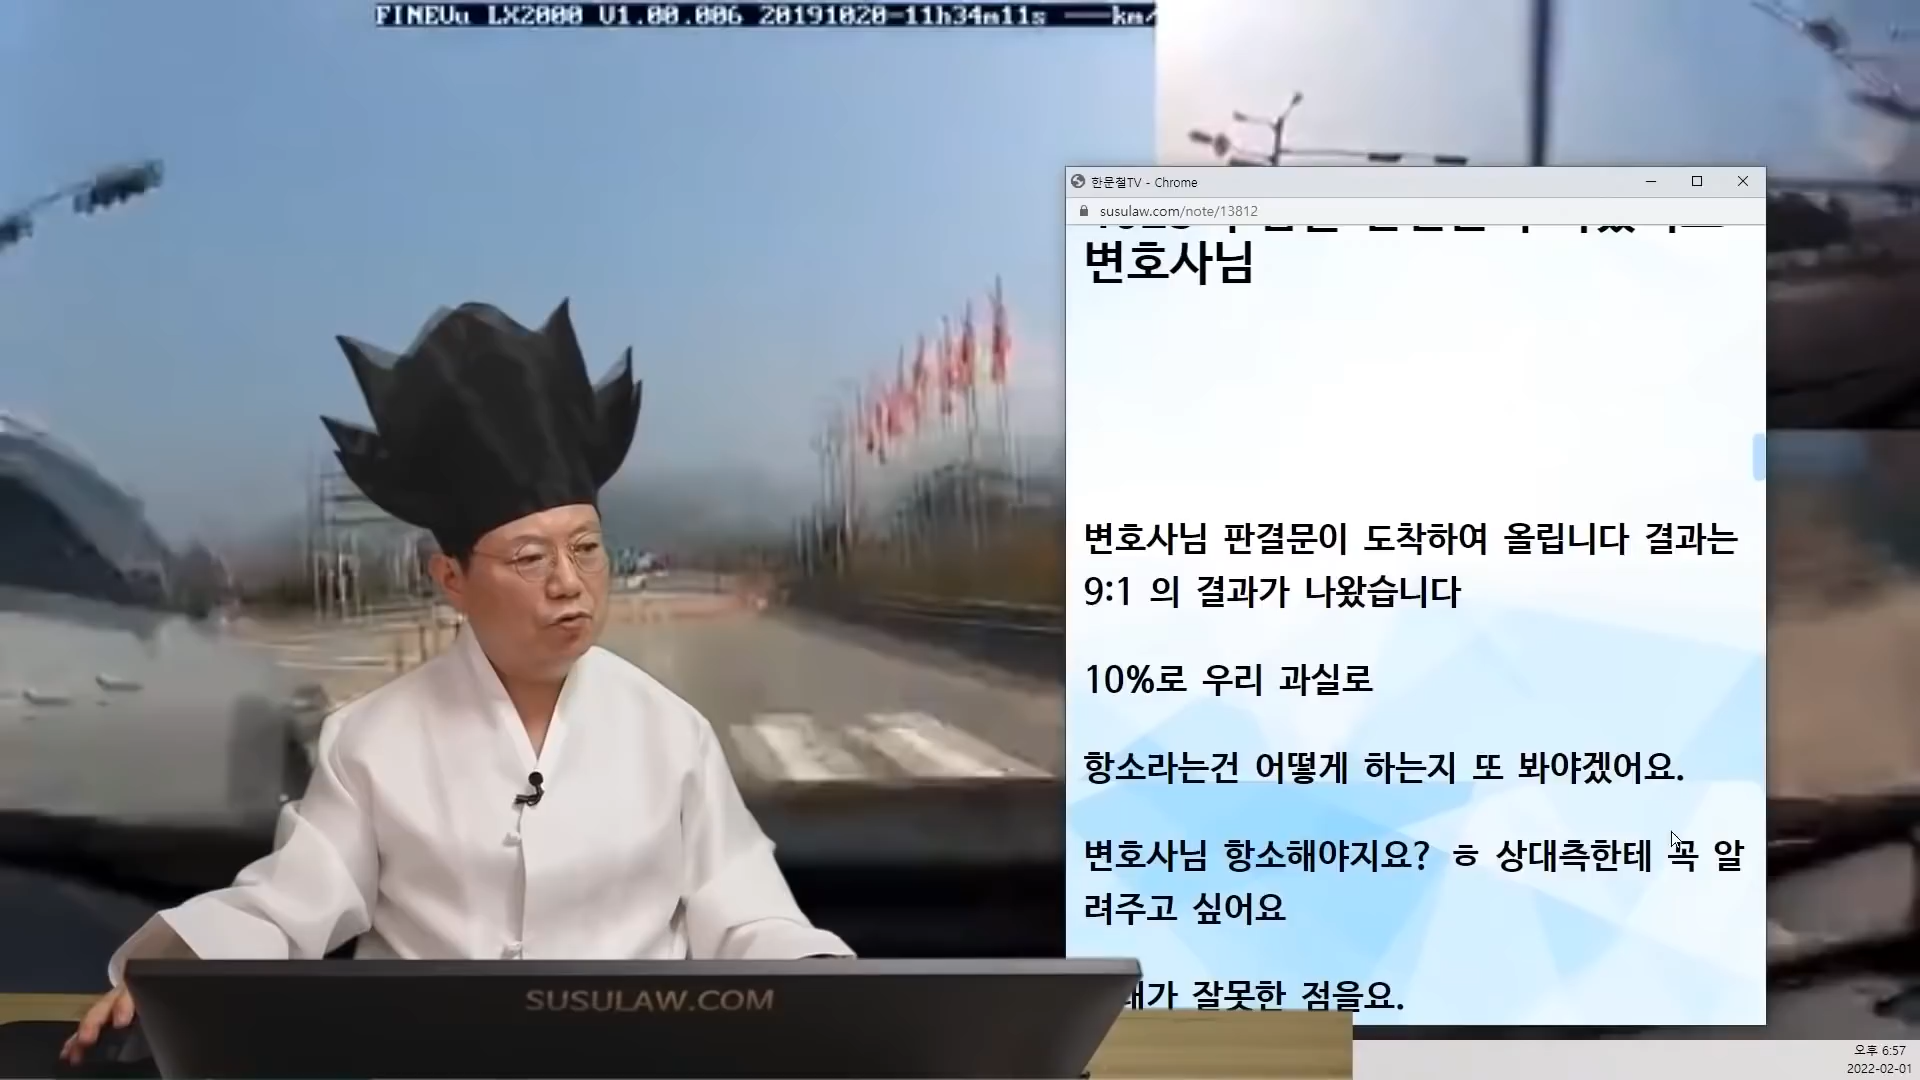 FINEVu LX2000 V1.00.006 20191020-11h34m11s ━━━km/
한문철TV - Chrome
susulaw.com/note/13812
변호사님
변호사님 판결문이 도착하여 올립니다 결과는
9:1 의 결과가 나왔습니다
10%로 우리 과실로
항소라는건 어떻게 하는지 또 봐야겠어요.
변호사님 항소해야지요? ㅎ 상대측한테 꼭 알
려주고 싶어요
잘못한 점을요.
SUSULAW.COM
오후 6:57
2022-02-01